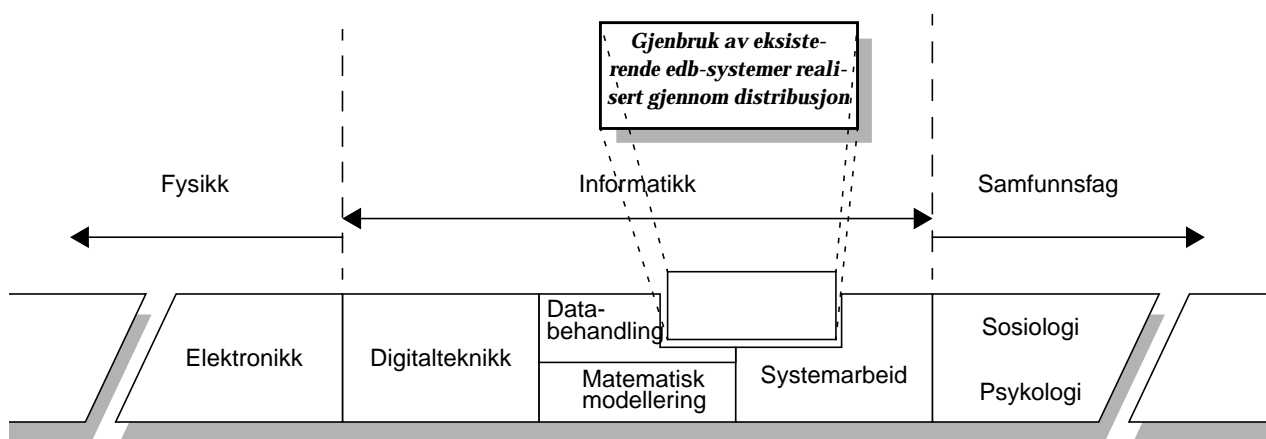 Gjenbruk av eksiste-
rende edb-systemer reali-
sert gjennom distribusjon
Fysikk
Informatikk
Samfunnsfag
Elektronikk
Digitalteknikk
Data-
behandling
Matematisk
modellering
Systemarbeid
Sosiologi
Psykologi